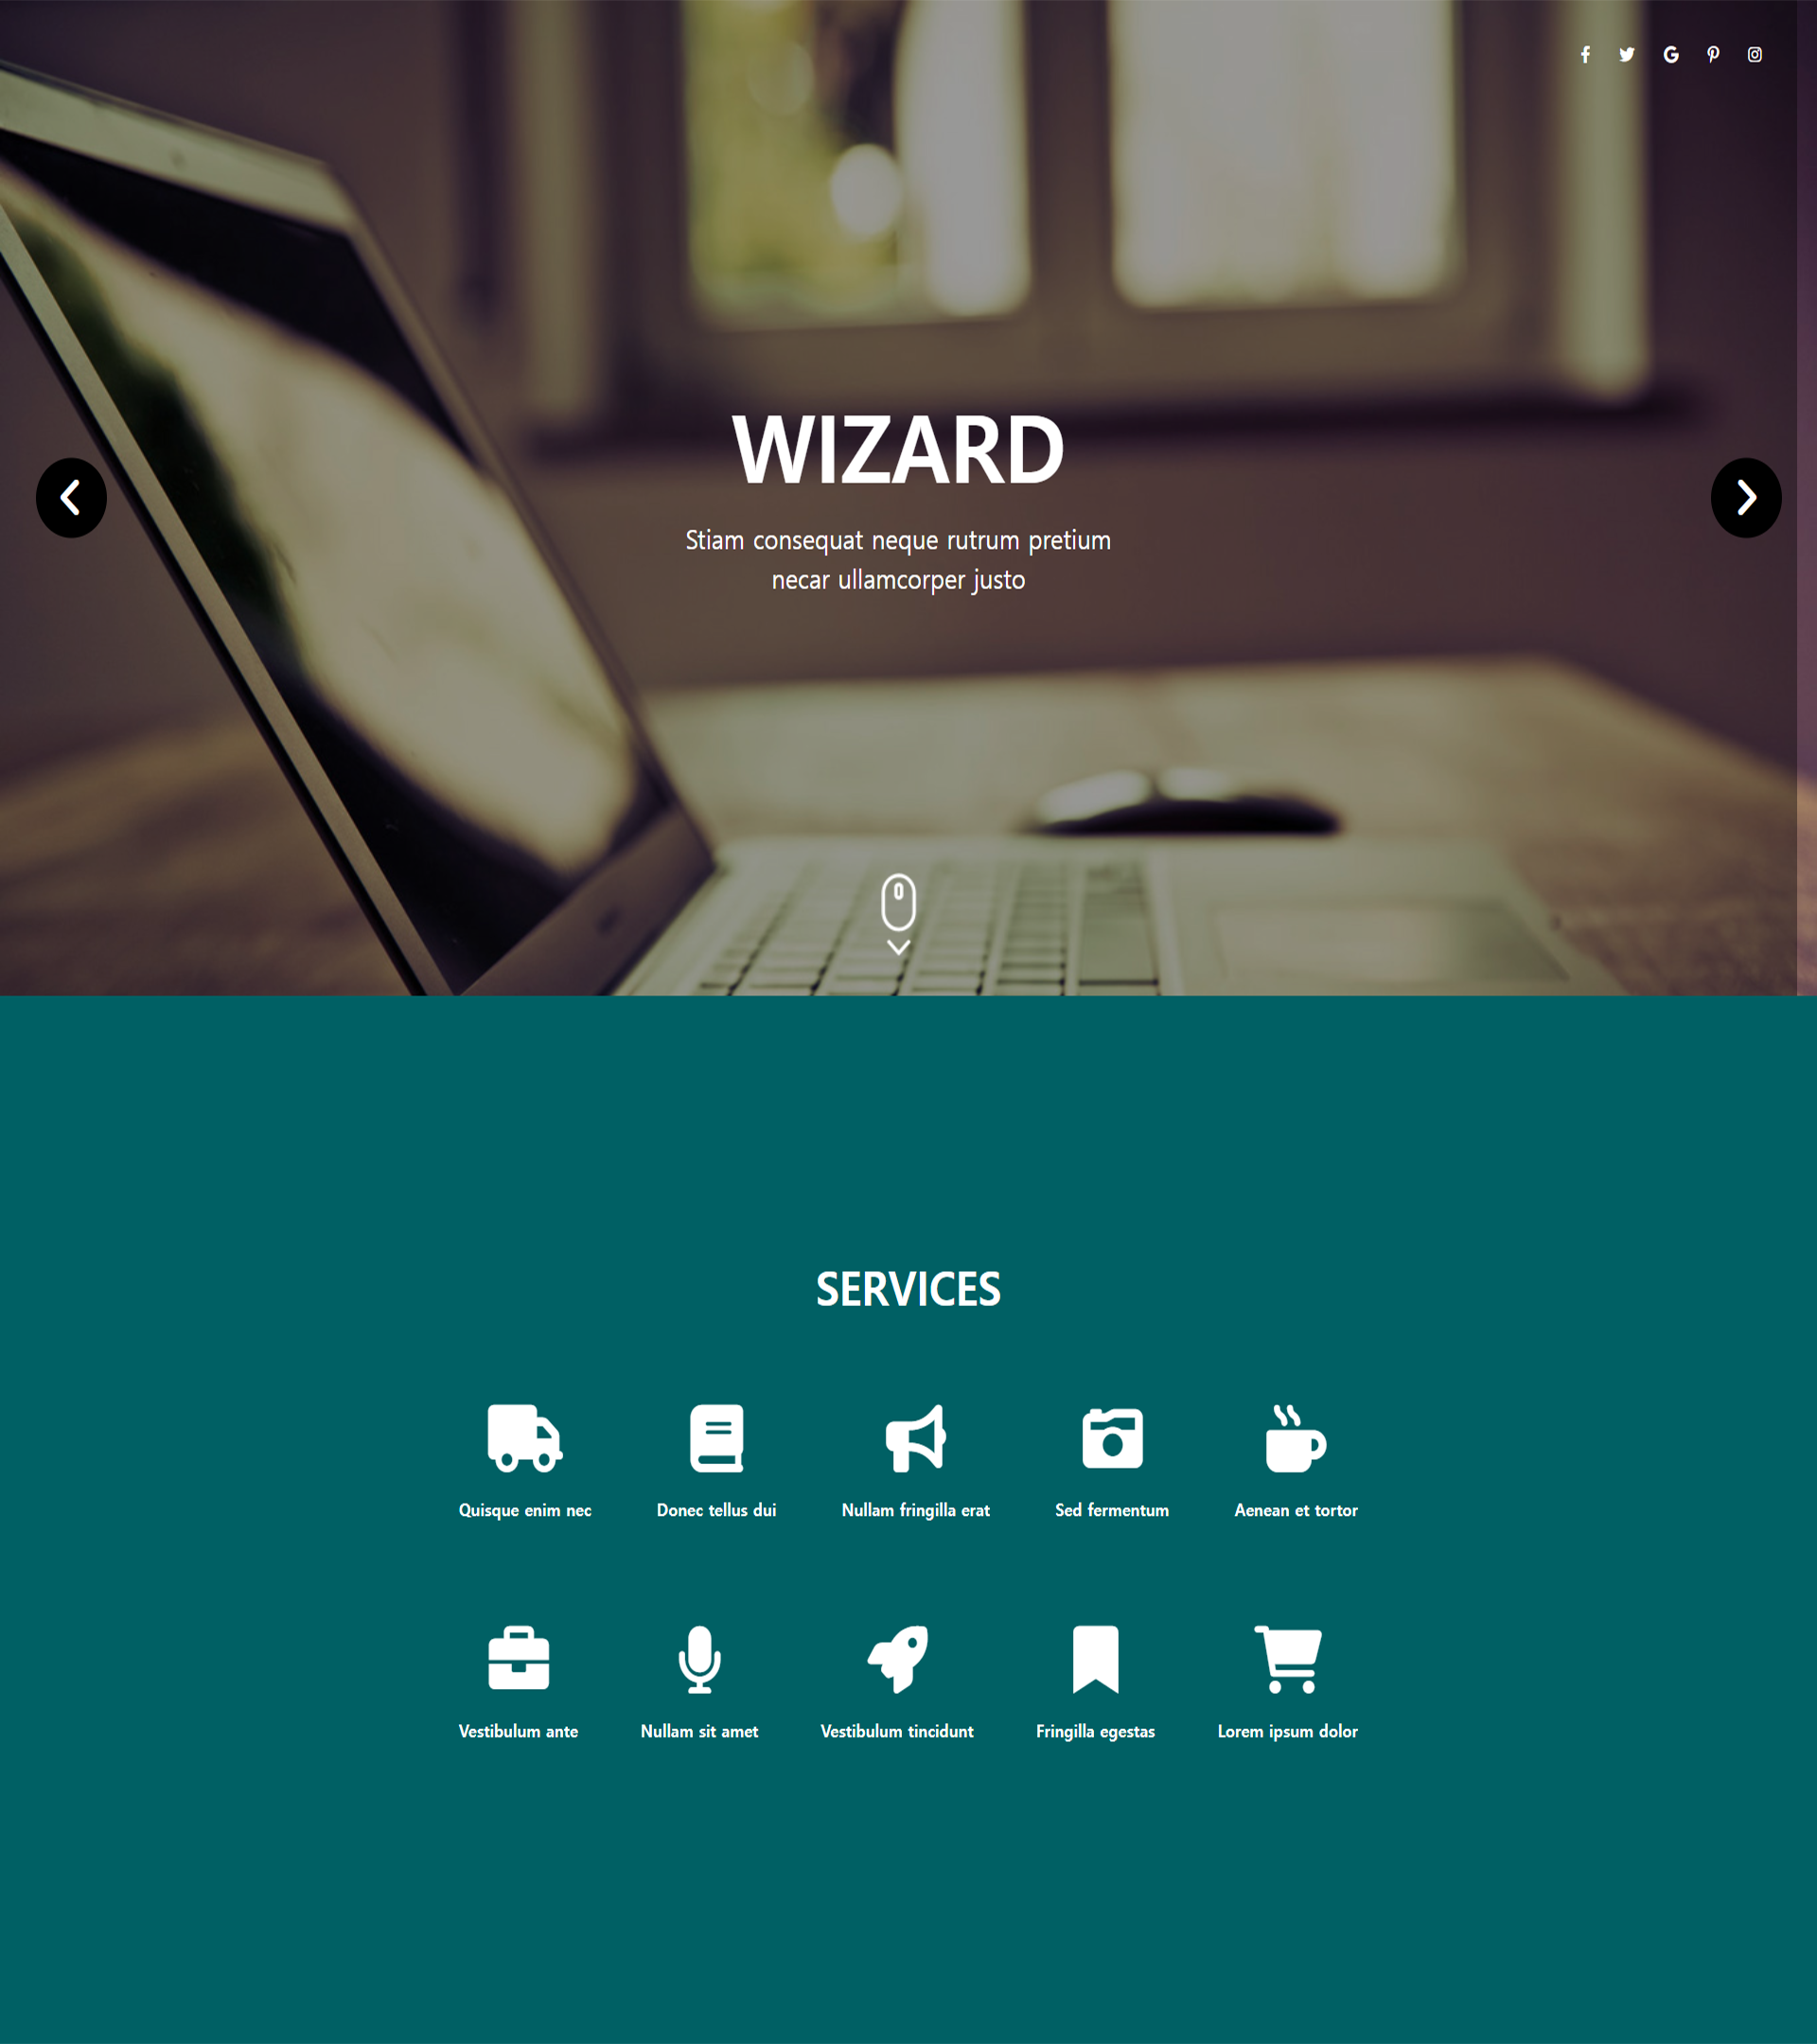 WIZARD
Stiam consequat neque rutrum pretium
necar ullamcorper justo
SERVICES
Quisque enim nec
Donec tellus dui
Nullam fringilla erat
Sed fermentum
Aenean et tortor
Vestibulum ante
Nullam sit amet
Vestibulum tincidunt
Fringilla egestas
Lorem ipsum dolor